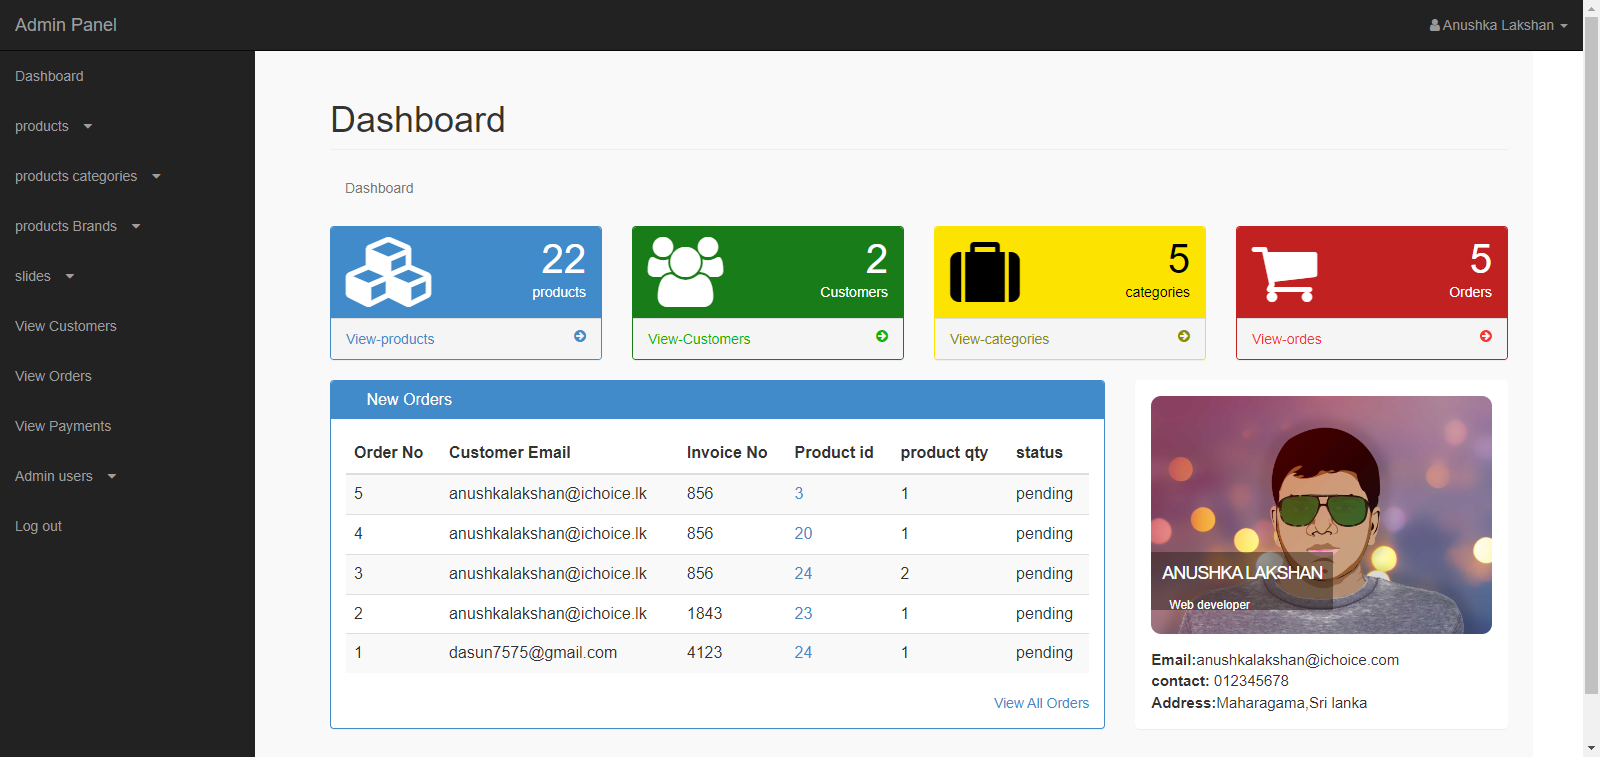 Admin Panel
Anushka Lakshan
Dashboard
products
products categories
products Brands
slides
View Customers
View Orders
View Payments
Admin users
Log out
Dashboard
Dashboard
22
products
View-products
2
Customers
View-Customers
5
categories
View-categories
5
Orders
View-ordes
New Orders
Order No Customer Email Invoice No Product id product qty status
5 anushkalakshan@ichoice.lk 856 3 1 pending
4 anushkalakshan@ichoice.lk 856 20 1 pending
3 anushkalakshan@ichoice.lk 856 24 2 pending
2 anushkalakshan@ichoice.lk 1843 23 1 pending
1 dasun7575@gmail.com 4123 24 1 pending
View All Orders
ANUSHKA LAKSHAN
Web developer
Email:anushkalakshan@ichoice.com
contact: 012345678
Address:Maharagama,Sri lanka